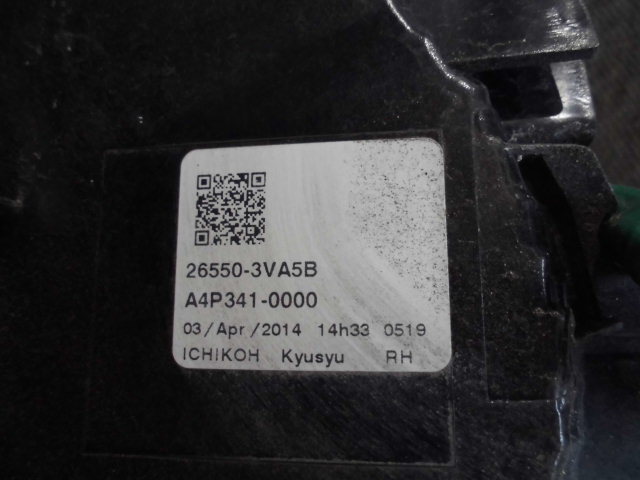 26550-3VA5B
A4P341-0000
03/Apr/2014 14h33 0519
ICHIKOH Kyusyu RH